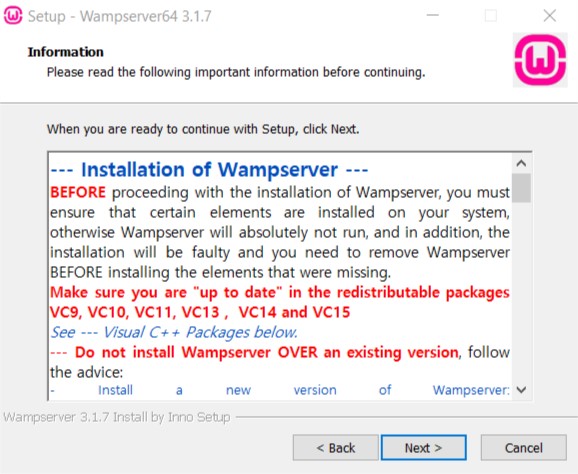 Setup - Wampserver64 3.1.7
Information
Please read the following important information before continuing.
When you are ready to continue with Setup, click Next.
--- Installation of Wampserver ---
BEFORE proceeding with the installation of Wampserver, you must
ensure that certain elements are installed on your system,
otherwise Wampserver will absolutely not run, and in addition, the
installation will be faulty and you need to remove Wampserver
BEFORE installing the elements that were missing.
Make sure you are "up to date" in the redistributable packages
VC9, VC10, VC11, VC13 , VC14 and VC15
See --- Visual C++ Packages below.
--- Do not install Wampserver OVER an existing version, follow
the advice:
- Install a new version of Wampserver:
Wampserver 3.1.7 Install by Inno Setup
< Back
Next >
Cancel